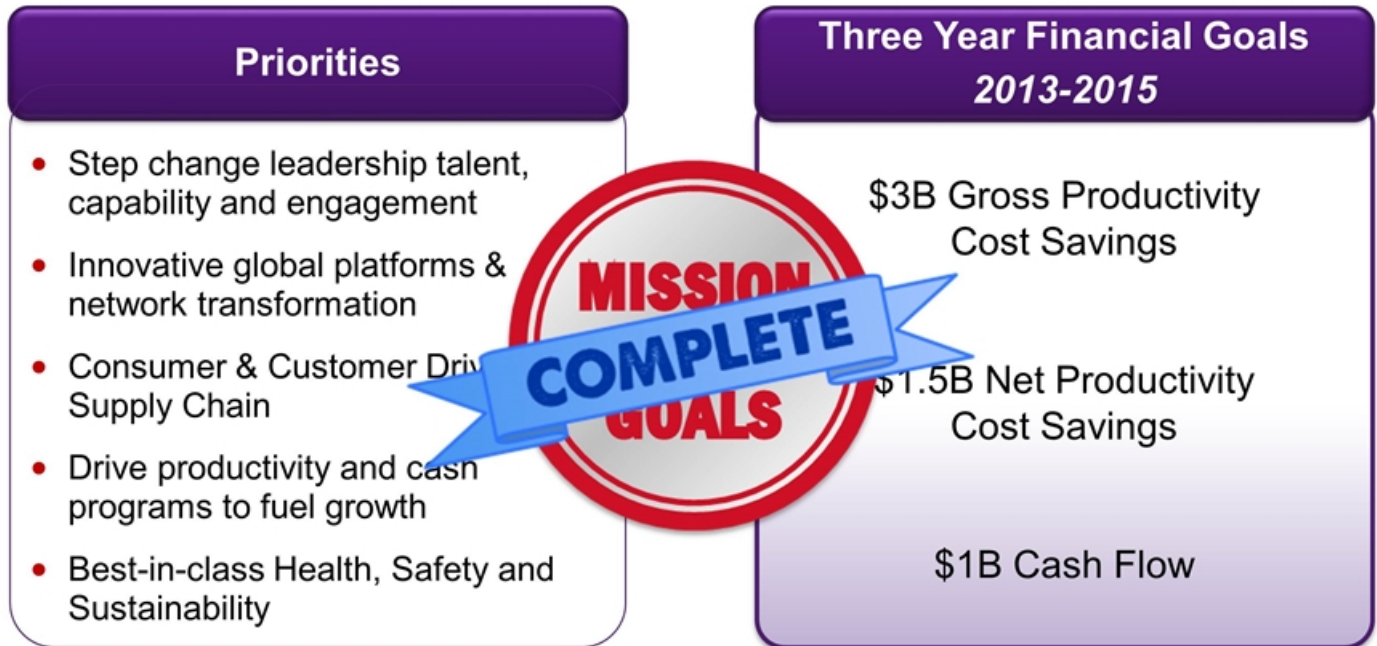 Priorities
• Step change leadership talent,
capability and engagement
• Innovative global platforms &
network transformation
• Consumer & Customer
Supply Chain
• Drive productivity and cash
programs to fuel growth
• Best-in-class Health, Safety and
Sustainability
MISSION
COMPLETE
GOALS
Three Year Financial Goals
2013-2015
$3B Gross Productivity
Cost Savings
$1.5B Net Productivity
Cost Savings
$1B Cash Flow